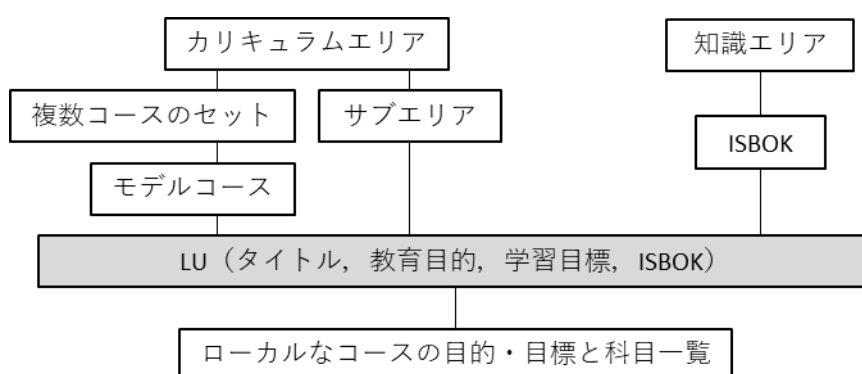 カリキュラムエリア
知識エリア
複数コースのセット
サブエリア
ISBOK
モデルコース
LU（タイトル，教育目的，学習目標，ISBOK）
ローカルなコースの目的・目標と科目一覧